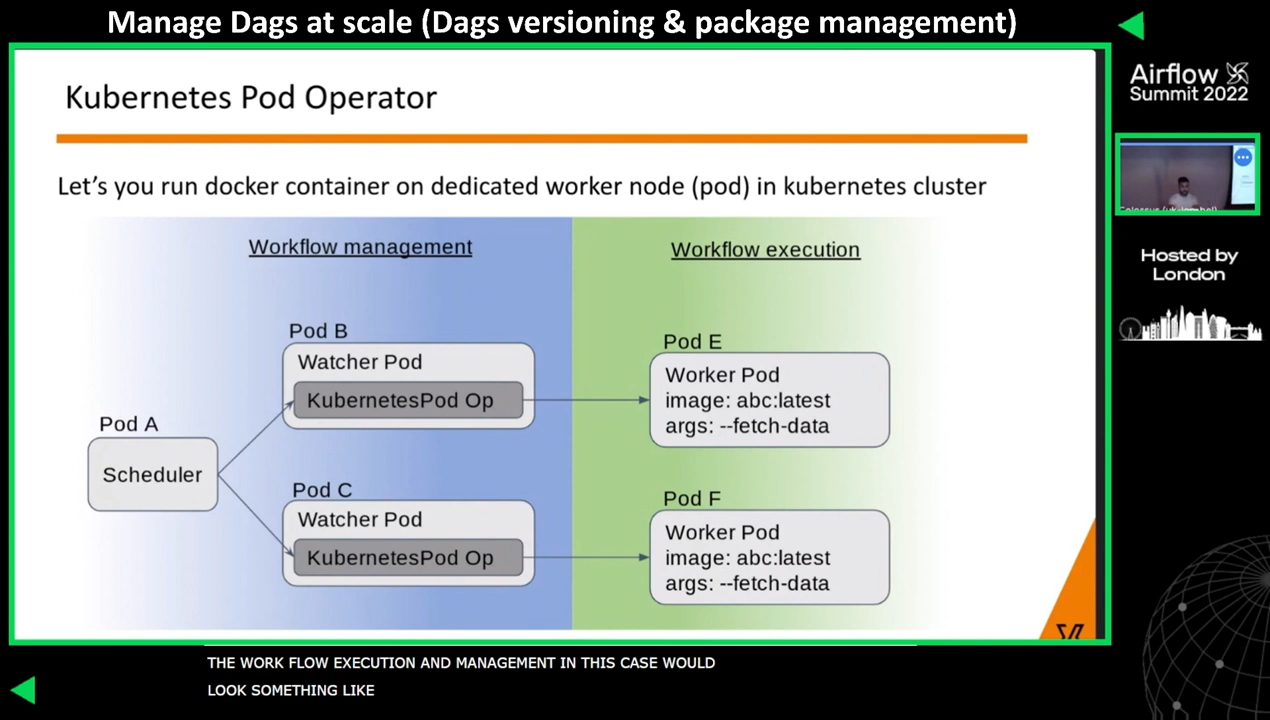 Manage Dags at scale (Dags versioning & package management)
Airflow
Summit 2022
Kubernetes Pod Operator
Let's you run docker container on dedicated worker node (pod) in kubernetes cluster
Workflow management
Workflow execution
Pod A
Scheduler
Pod B
Watcher Pod
KubernetesPod Op
Pod C
Watcher Pod
KubernetesPod Op
Pod E
Worker Pod
image: abc:latest
args: --fetch-data
Pod F
Worker Pod
image: abc:latest
args: --fetch-data
Hosted by
London
THE WORK FLOW EXECUTION AND MANAGEMENT IN THIS CASE WOULD
LOOK SOMETHING LIKE